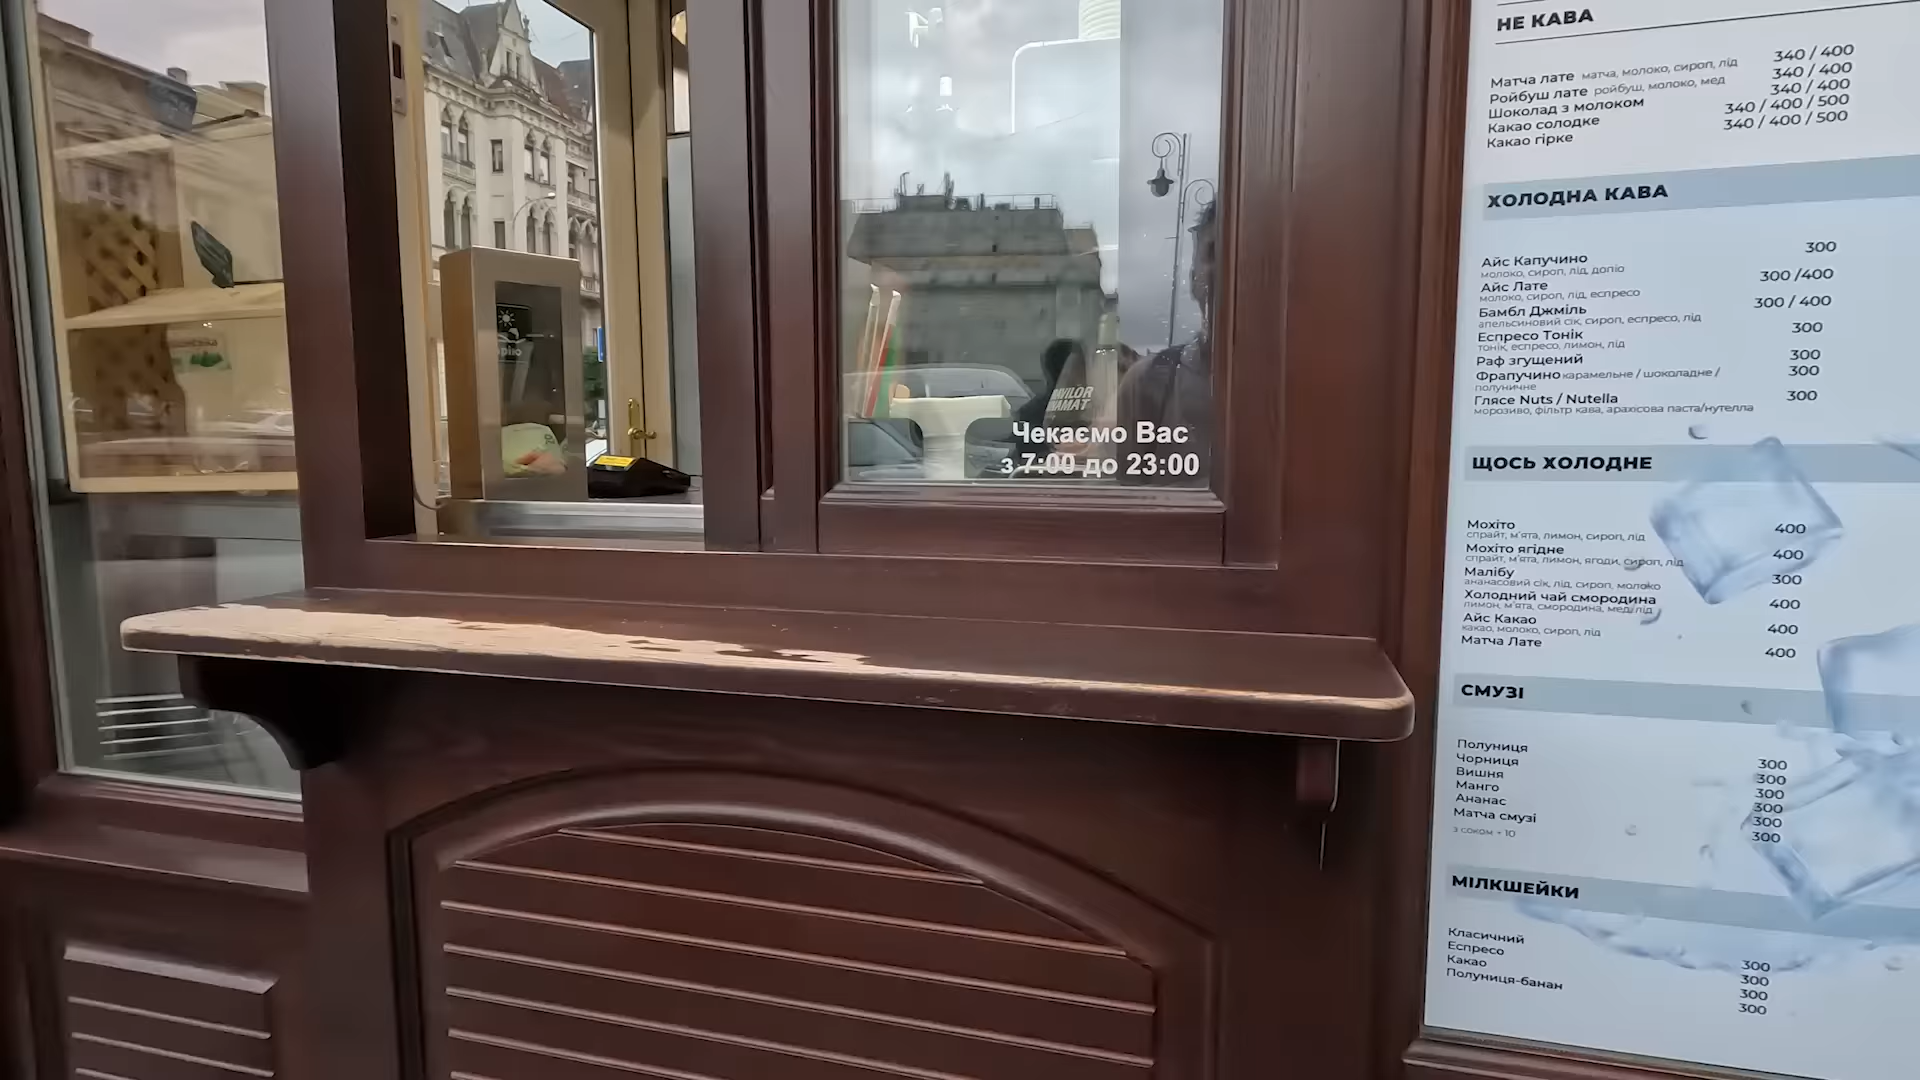 Чекаємо Вас
з 7:00 до 23:00
НЕ КАВА
Матча лате матча, молоко, сироп, лід 340 / 400
Ройбуш лате ройбуш, молоко, мед 340 / 400
Шоколад з молоком 340 / 400
Какао солодке 340 / 400 / 500
Какао гірке 340 / 400 / 500
ХОЛОДНА КАВА
Айс Капучино 300
молоко, сироп, лід, допіо
Айс Лате 300 /400
молоко, сироп, лід, еспресо
Бамбл Джміль 300 / 400
апельсиновий сік, сироп, еспресо, лід
Еспресо Тонік 300
тонік, еспресо, лимон, лід
Раф згущений 300
Фрапучино карамельне / шоколадне / 300
полуничне
Глясе Nuts / Nutella 300
морозиво, фільтр кава, арахісова паста/нутелла
ЩОСЬ ХОЛОДНЕ
Мохіто 400
спрайт, м'ята, лимон, сироп, лід
Мохіто ягідне 400
спрайт, м'ята, лимон, ягоди, сироп, лід
Малібу 300
ананасовий сік, лід, сироп, молоко
Холодний чай смородина 400
лимон, м'ята, смородина, мед/лід
Айс Какао 400
какао, молоко, сироп, лід
Матча Лате 400
СМУЗІ
Полуниця 300
Чорниця 300
Вишня 300
Манго 300
Ананас 300
Матча смузі 300
з соком + 10
МІЛКШЕЙКИ
Класичний 300
Еспресо 300
Какао 300
Полуниця-банан 300